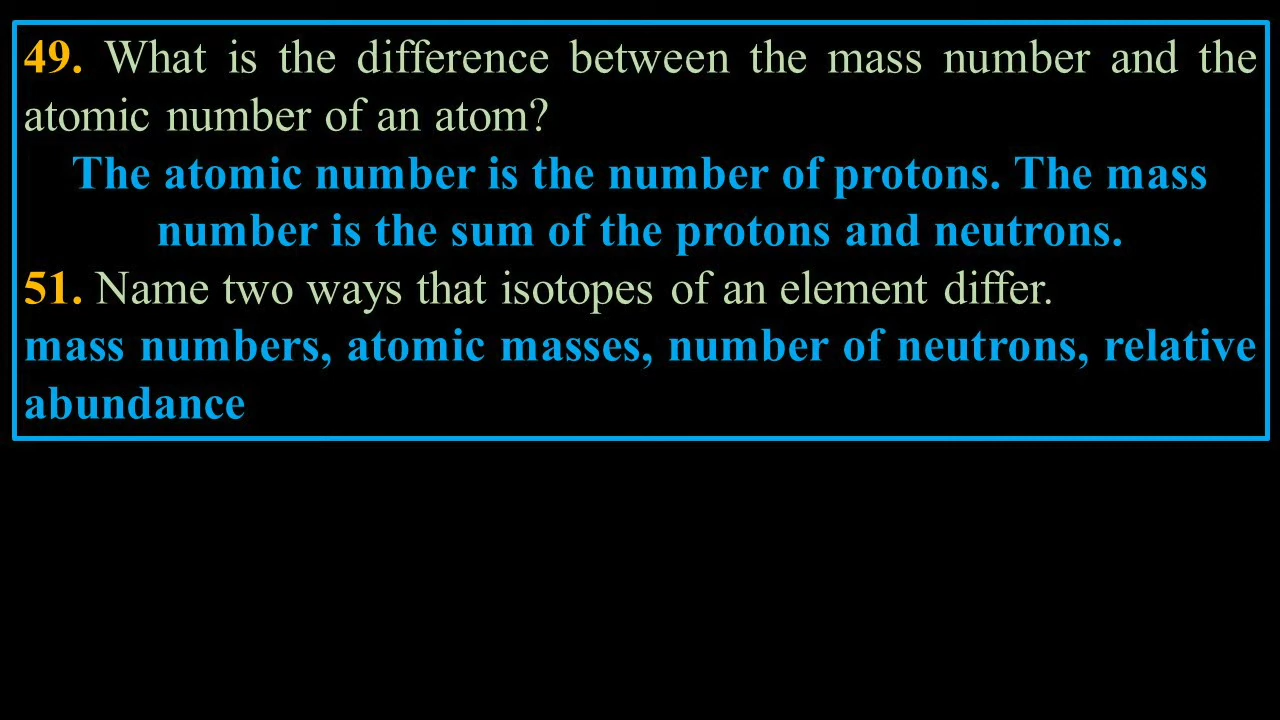 49. What is the difference between the mass number and the
atomic number of an atom?
The atomic number is the number of protons. The mass
number is the sum of the protons and neutrons.
51. Name two ways that isotopes of an element differ.
mass numbers, atomic masses, number of neutrons, relative
abundance